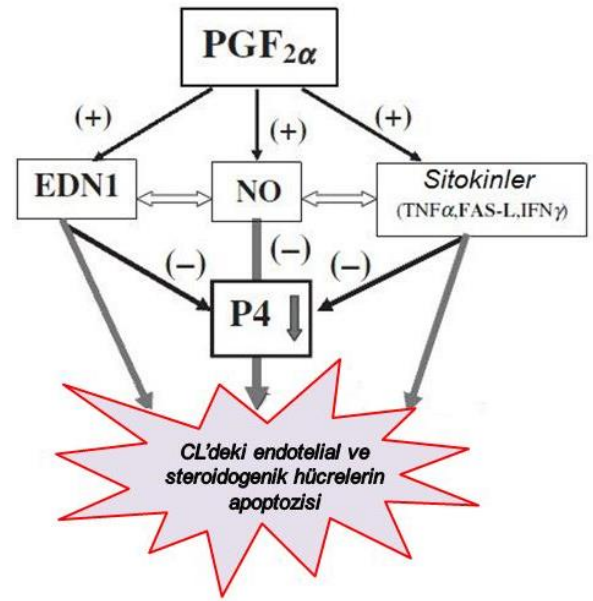 PGF2α
(+)
(+)
(+)
EDN1
NO
Sitokinler
(TNFα,FAS-L,IFNγ)
(−)
(−)
(−)
P4
CL'deki endotelial ve
steroidogenik hücrelerin
apoptozisi